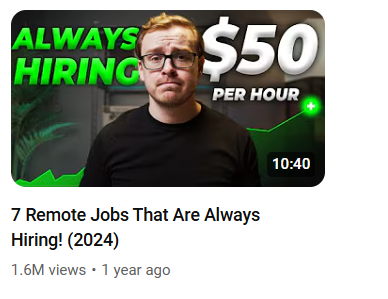 ALWAYS
HIRING
$50
PER HOUR
+
10:40
7 Remote Jobs That Are Always
Hiring! (2024)
1.6M views • 1 year ago